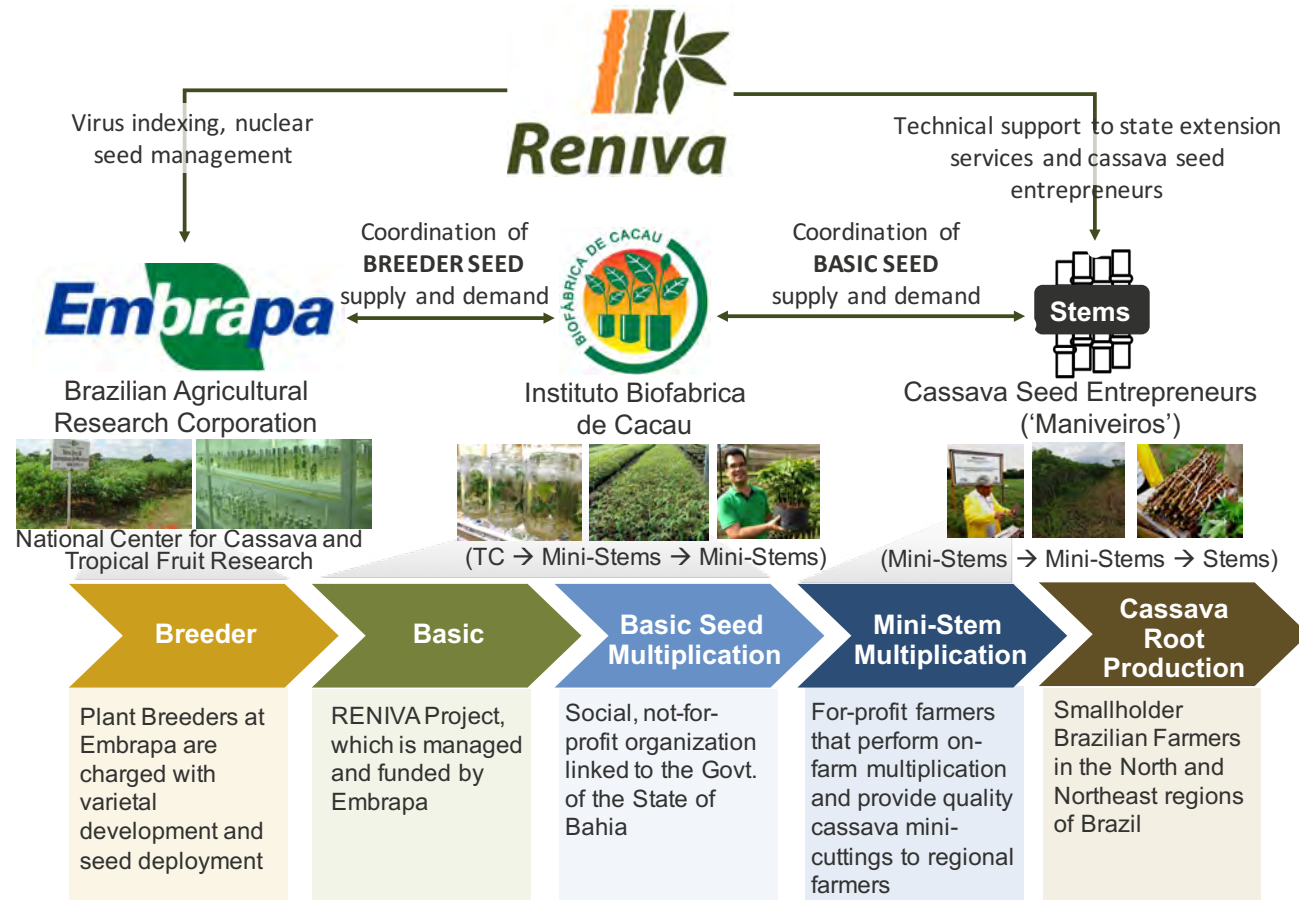 Reniva
Virus indexing, nuclear
seed management
Technical support to state extension
services and cassava seed
entrepreneurs
Coordination of
BREEDER SEED
supply and demand
Coordination of
BASIC SEED
supply and demand
Embrapa
BIOFÁBRICA DE CACAU
Stems
Brazilian Agricultural
Research Corporation
Instituto Biofabrica
de Cacau
Cassava Seed Entrepreneurs
(‘Maniveiros’)
National Center for Cassava and
Tropical Fruit Research
(TC → Mini-Stems → Mini-Stems)
(Mini-Stems → Mini-Stems → Stems)
Breeder
Basic
Basic Seed
Multiplication
Mini-Stem
Multiplication
Cassava
Root
Production
Plant Breeders at
Embrapa are
charged with
varietal
development and
seed deployment
RENIVA Project,
which is managed
and funded by
Embrapa
Social, not-for-
profit organization
linked to the Govt.
of the State of
Bahia
For-profit farmers
that perform on-
farm multiplication
and provide quality
cassava mini-
cuttings to regional
farmers
Smallholder
Brazilian Farmers
in the North and
Northeast regions
of Brazil